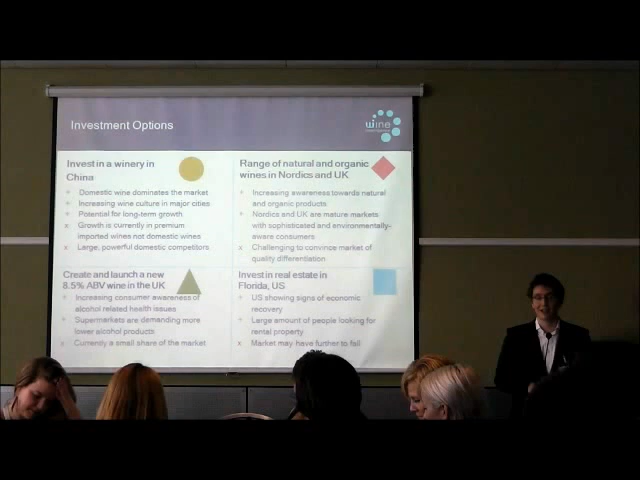 Investment Options
wine
Invest in a winery in
China
+ Domestic wine dominates the market
+ Increasing wine culture in major cities
+ Potential for long-term growth
x Growth is currently in premium
imported wines not domestic wines
x Large, powerful domestic competitors
Range of natural and organic
wines in Nordics and UK
+ Increasing awareness towards natural
and organic products
+ Nordics and UK are mature markets
with sophisticated and environmentally-
aware consumers
x Challenging to convince market of
quality differentiation
Create and launch a new
8.5% ABV wine in the UK
+ Increasing consumer awareness of
alcohol related health issues
+ Supermarkets are demanding more
lower alcohol products
x Currently a small share of the market
Invest in real estate in
Florida, US
+ US showing signs of economic
recovery
+ Large amount of people looking for
rental property
x Market may have further to fall